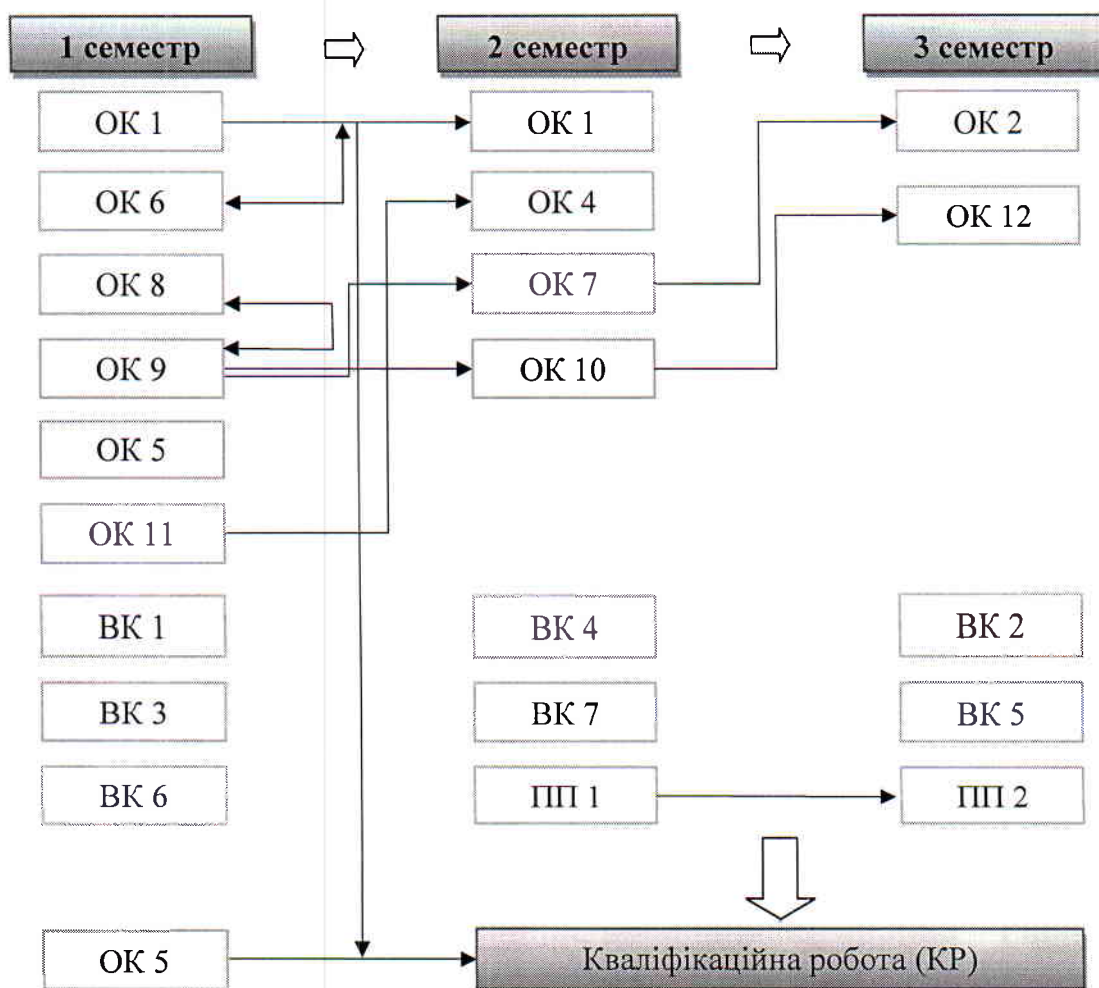 1 семестр
2 семестр
3 семестр
ОК 1
ОК 1
ОК 2
ОК 6
ОК 4
ОК 12
ОК 8
ОК 7
ОК 9
ОК 10
ОК 5
ОК 11
ВК 1
ВК 4
ВК 2
ВК 3
ВК 7
ВК 5
ВК 6
ПП 1
ПП 2
ОК 5
Кваліфікаційна робота (КР)